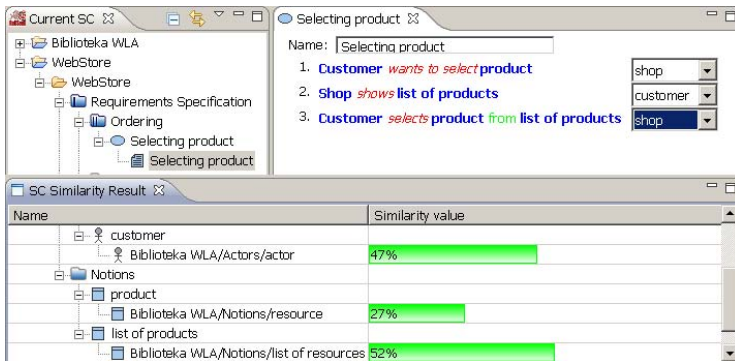 Current SC
Biblioteka WLA
WebStore
WebStore
Requirements Specification
Ordering
Selecting product
Selecting product
Selecting product
Name: Selecting product
1. Customer wants to select product shop
2. Shop shows list of products customer
3. Customer selects product from list of products shop
SC Similarity Result
Name Similarity value
customer
Biblioteka WLA/Actors/actor 47%
Notions
product
Biblioteka WLA/Notions/resource 27%
list of products
Biblioteka WLA/Notions/list of resources 52%